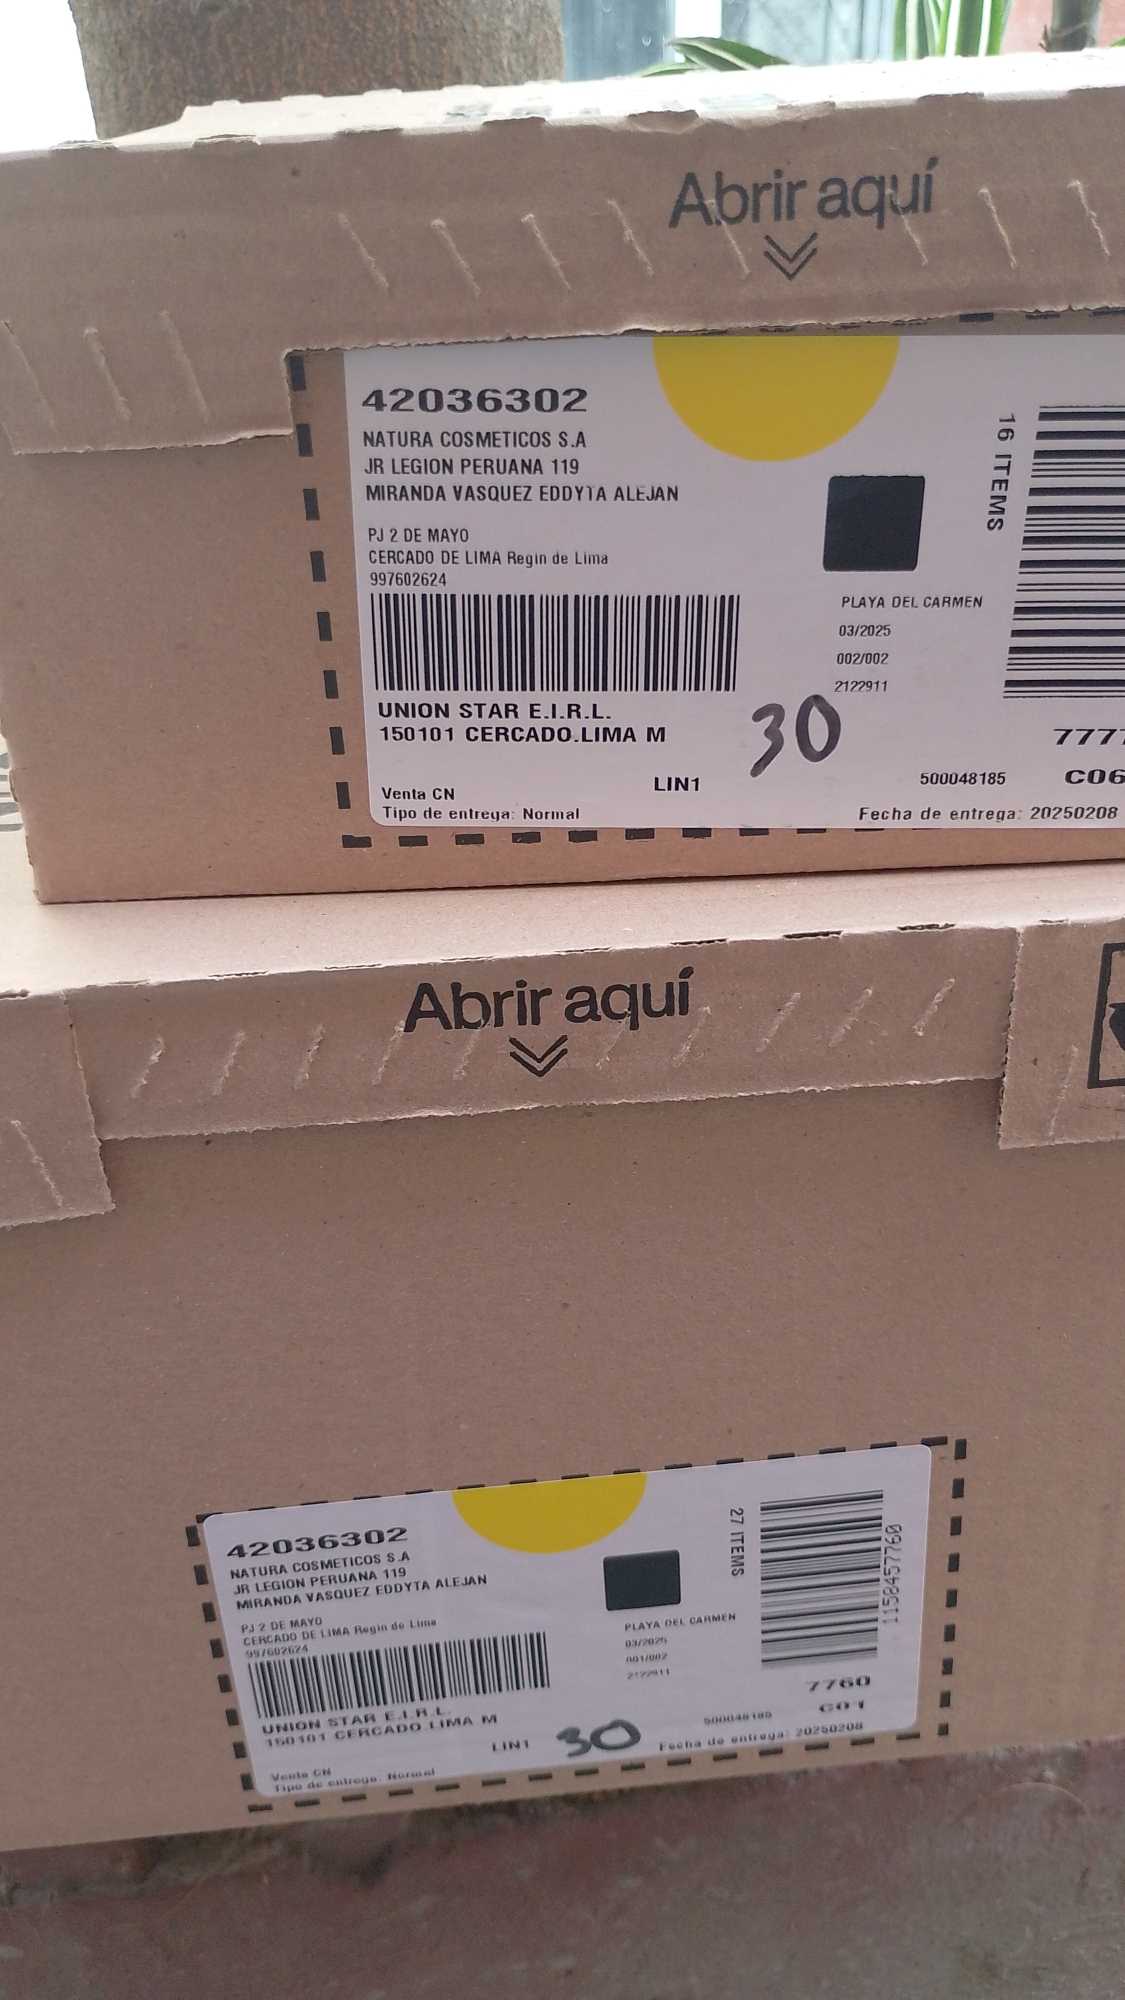 Abrir aquí
42036302
NATURA COSMETICOS S.A
JR LEGION PERUANA 119
MIRANDA VASQUEZ EDDYTA ALEJAN
PJ 2 DE MAYO
CERCADO DE LIMA Regin de Lima
997602624
UNION STAR E.I.R.L.
150101 CERCADO.LIMA M
Venta CN
Tipo de entrega: Normal
LIN1
30
16 ITEMS
PLAYA DEL CARMEN
03/2025
002/002
2122911
7777
500048185
C06
Fecha de entrega: 20250208
Abrir aquí
42036302
NATURA COSMETICOS S.A
JR LEGION PERUANA 119
MIRANDA VASQUEZ EDDYTA ALEJAN
PJ 2 DE MAYO
CERCADO DE LIMA Regin de Lima
997602624
UNION STAR E.I.R.L.
150101 CERCADO.LIMA M
Venta CN
Tipo de entrega: Normal
LIN1
30
27 ITEMS
1158457760
PLAYA DEL CARMEN
03/2025
001/002
2122911
7760
500048185
C01
Fecha de entrega: 20250208